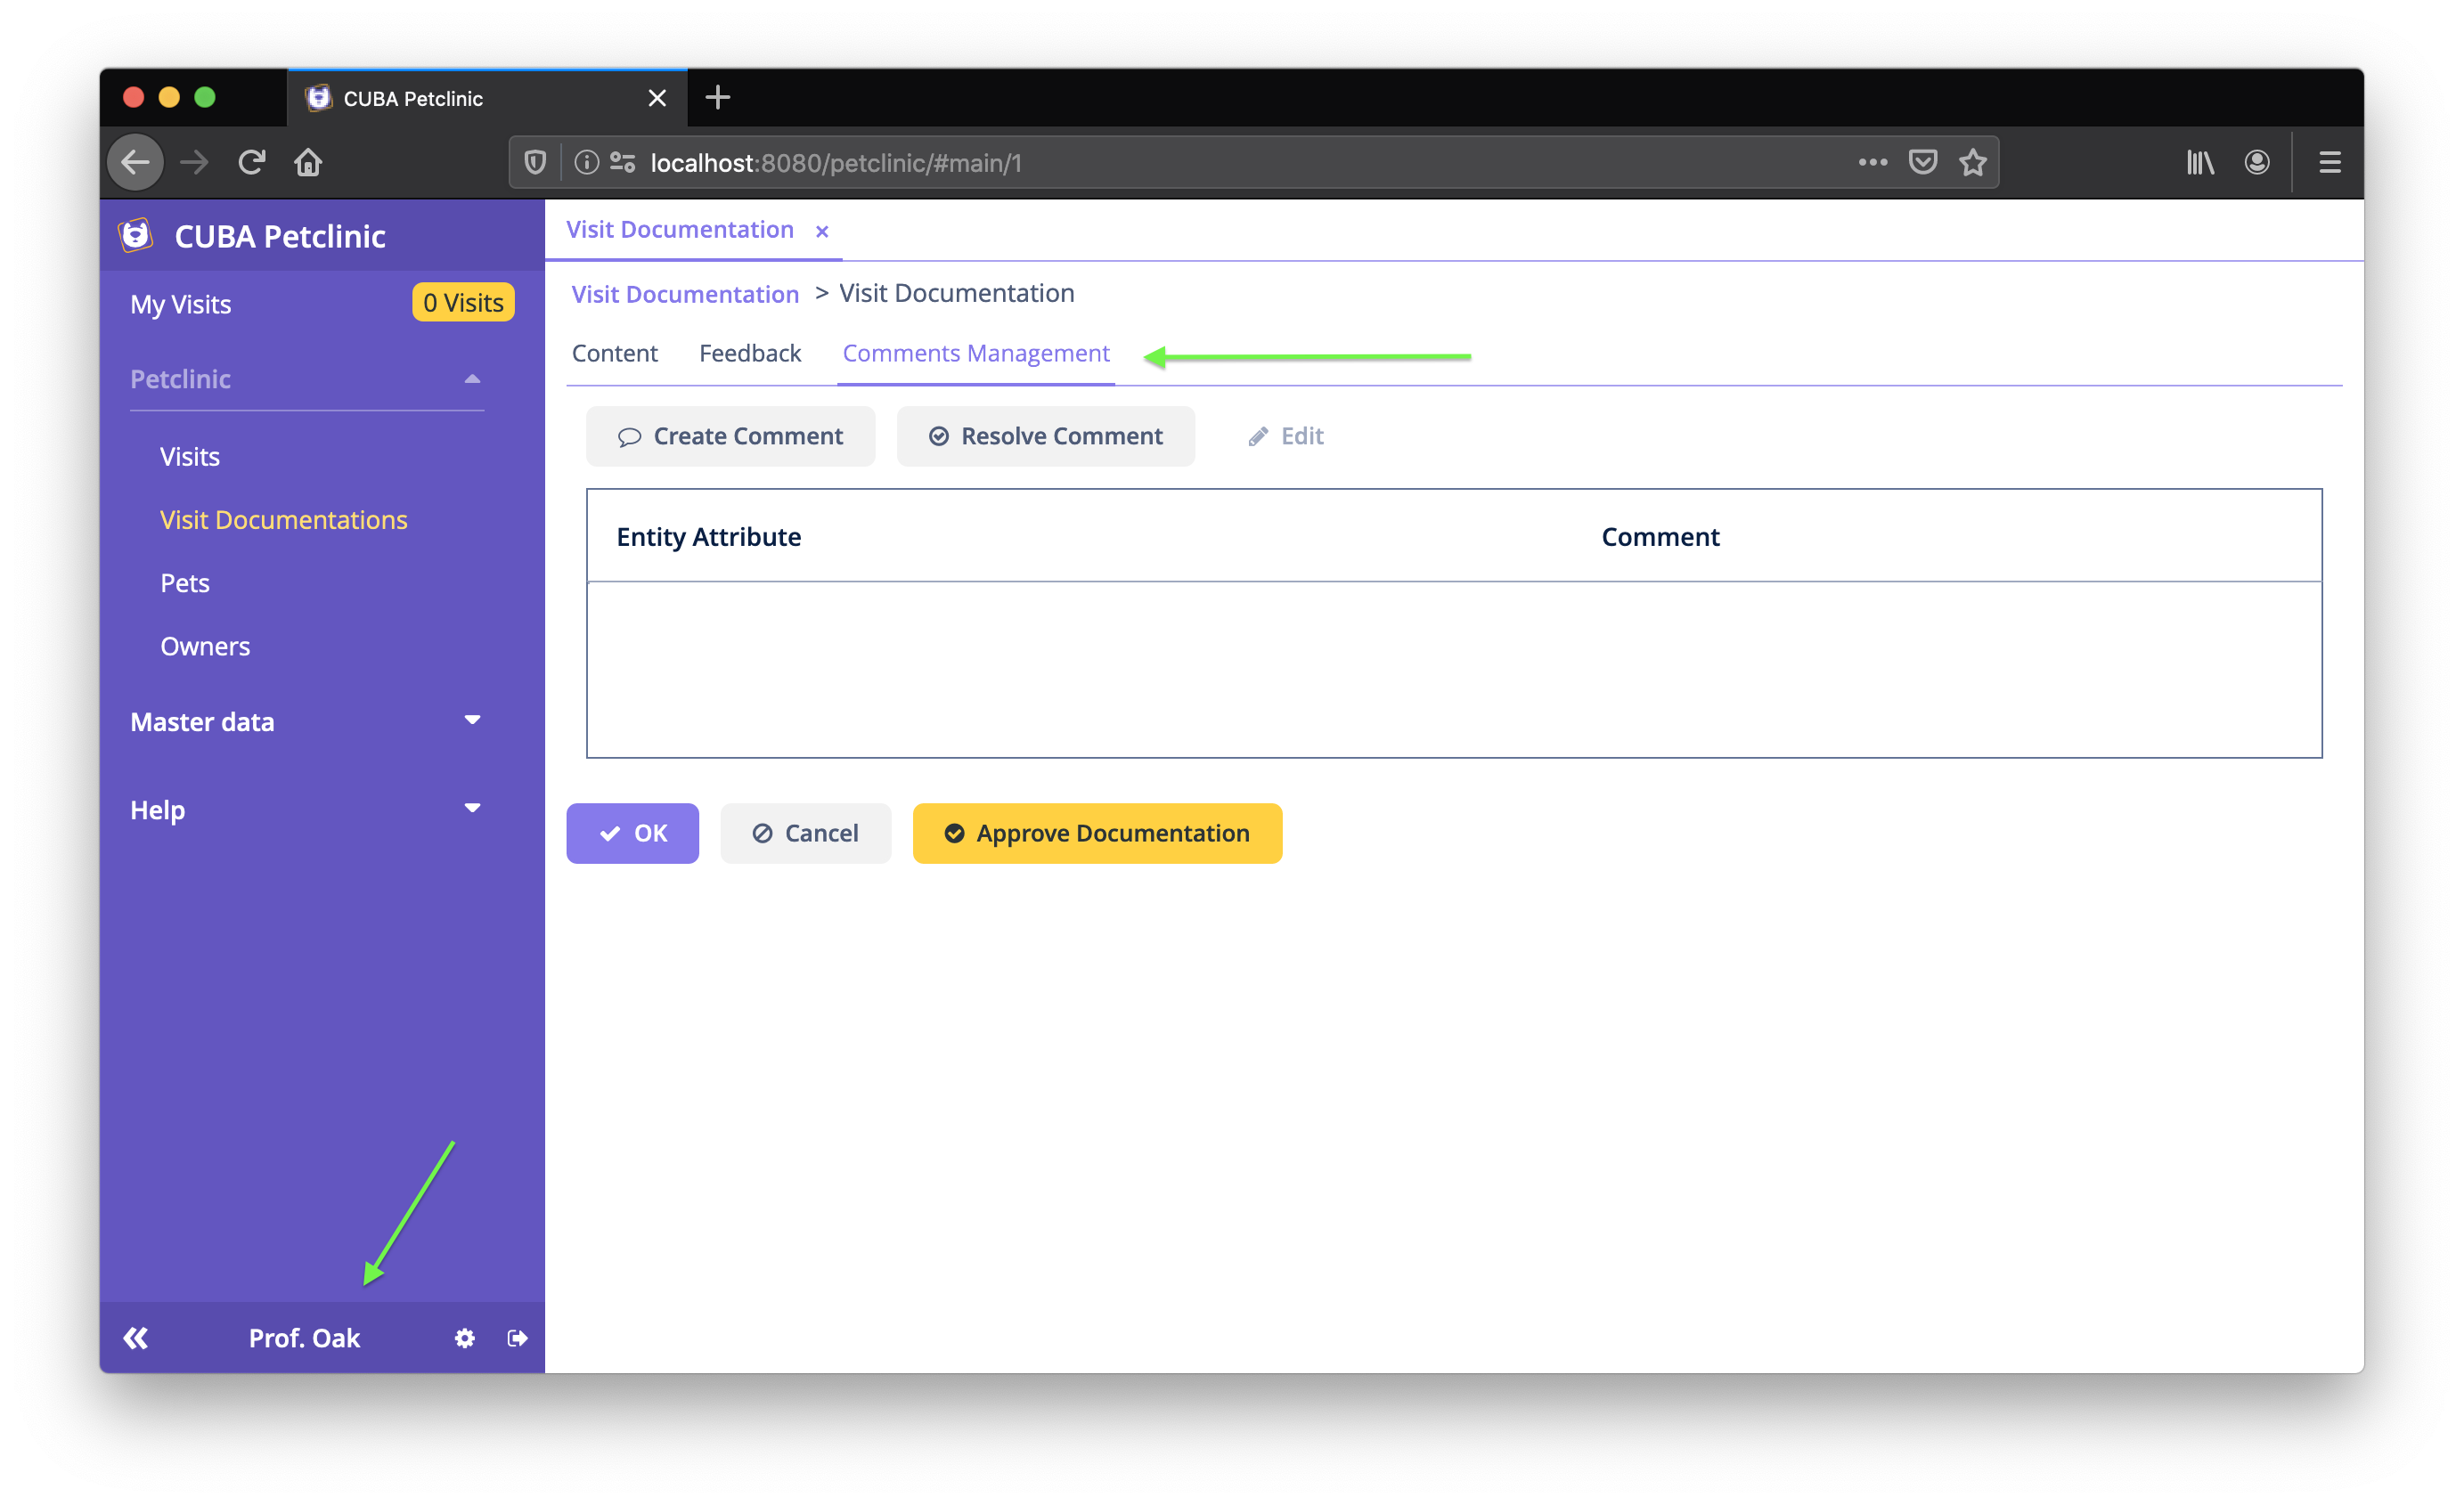 CUBA Petclinic
localhost:8080/petclinic/#main/1
CUBA Petclinic
My Visits 0 Visits
Petclinic
Visits
Visit Documentations
Pets
Owners
Master data
Help
Prof. Oak
Visit Documentation
Visit Documentation > Visit Documentation
Content Feedback Comments Management
Create Comment Resolve Comment Edit
Entity Attribute Comment
OK Cancel Approve Documentation